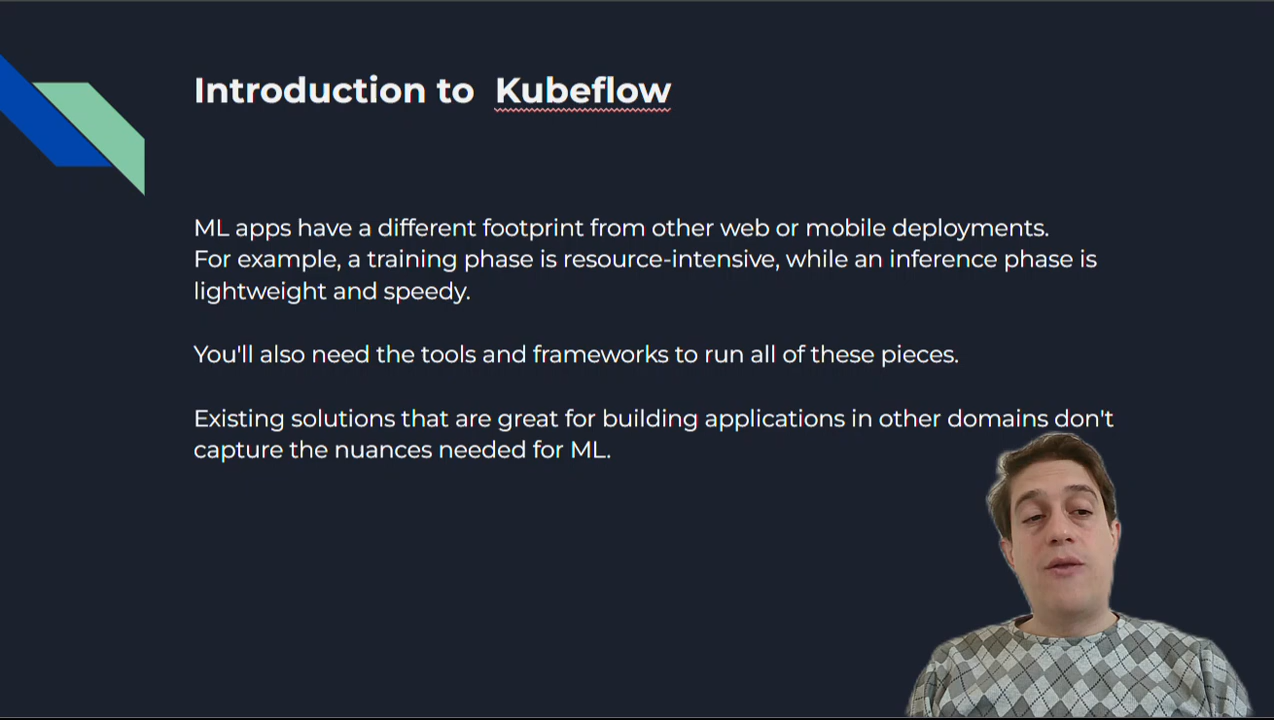 Introduction to Kubeflow
ML apps have a different footprint from other web or mobile deployments.
For example, a training phase is resource-intensive, while an inference phase is
lightweight and speedy.
You'll also need the tools and frameworks to run all of these pieces.
Existing solutions that are great for building applications in other domains don't
capture the nuances needed for ML.